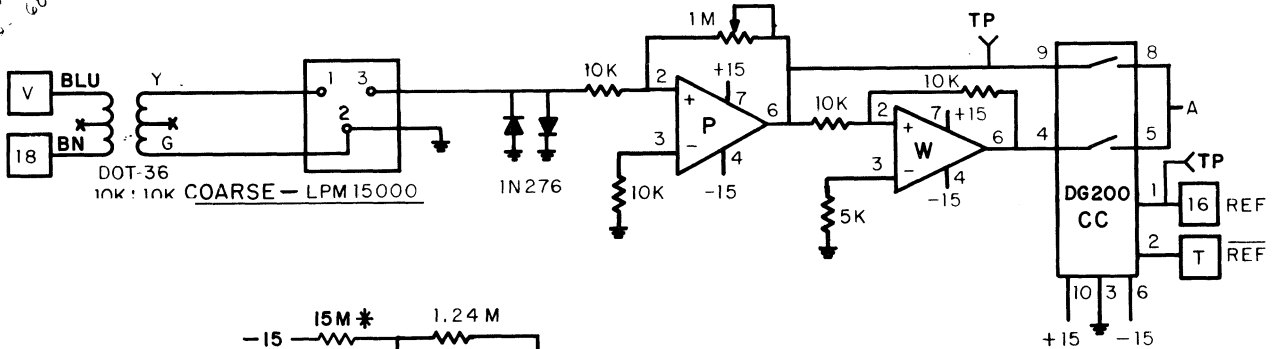 1M
TP
V
BLU
Y
1 3
10K
2
+15
7
9
8
10K
2
10K
7
+15
6
P
6
2
W
A
18
BN
G
3
4
-15
3
4
-15
6
4
5
DOT-36
10K : 10K COARSE - LPM 15000
1N276
10K
5K
DG200
CC
1
TP
16
REF
2
T
REF
10
3
6
+15
-15
-15
15M *
1.24 M